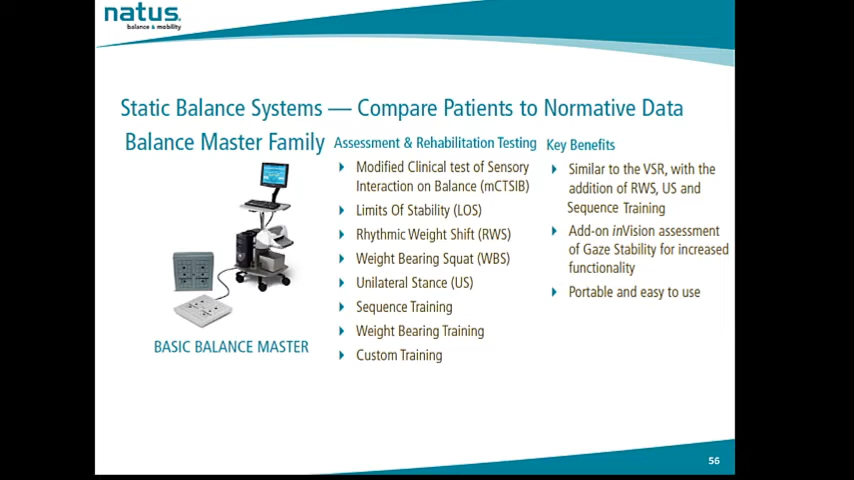 natus.
balance & mobility
Static Balance Systems — Compare Patients to Normative Data
Balance Master Family
BASIC BALANCE MASTER
Assessment & Rehabilitation Testing
Modified Clinical test of Sensory
Interaction on Balance (mCTSIB)
Limits Of Stability (LOS)
Rhythmic Weight Shift (RWS)
Weight Bearing Squat (WBS)
Unilateral Stance (US)
Sequence Training
Weight Bearing Training
Custom Training
Key Benefits
Similar to the VSR, with the
addition of RWS, US and
Sequence Training
Add-on inVision assessment
of Gaze Stability for increased
functionality
Portable and easy to use
56